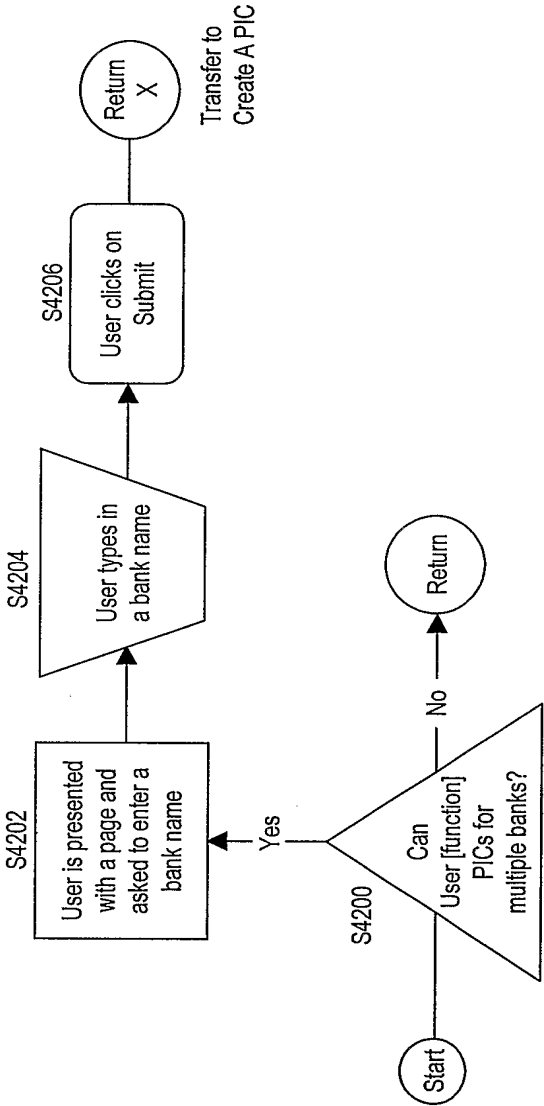 Start
S4200
Can
User [function]
PICs for
multiple banks?
No
Return
Yes
S4202
User is presented
with a page and
asked to enter a
bank name
S4204
User types in
a bank name
S4206
User clicks on
Submit
Return
X
Transfer to
Create A PIC